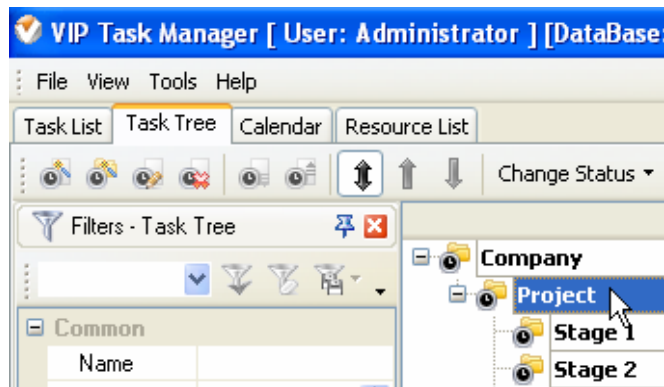 VIP Task Manager [ User: Administrator ] [DataBase:
File View Tools Help
Task List Task Tree Calendar Resource List
Change Status
Filters - Task Tree
Company
Project
Common
Stage 1
Name
Stage 2